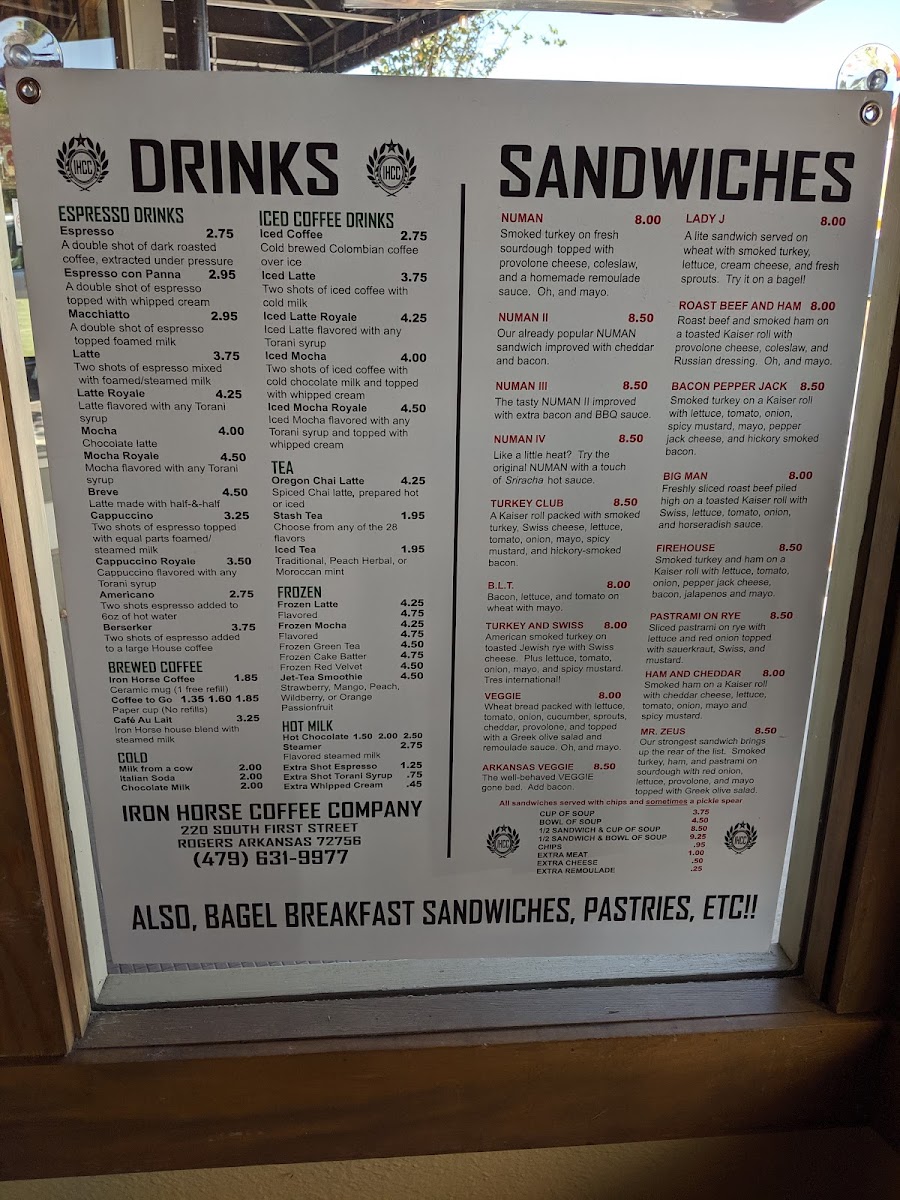 IHCC
DRINKS
IHCC
ESPRESSO DRINKS
Espresso 2.75
A double shot of dark roasted
coffee, extracted under pressure
Espresso con Panna 2.95
A double shot of espresso
topped with whipped cream
Macchiatto 2.95
A double shot of espresso
topped foamed milk
Latte 3.75
Two shots of espresso mixed
with foamed/steamed milk
Latte Royale 4.25
Latte flavored with any Torani
syrup
Mocha 4.00
Chocolate latte
Mocha Royale 4.50
Mocha flavored with any Torani
syrup
Breve 4.50
Latte made with half-&-half
Cappuccino 3.25
Two shots of espresso topped
with equal parts foamed/
steamed milk
Cappuccino Royale 3.50
Cappuccino flavored with any
Torani syrup
Americano 2.75
Two shots espresso added to
6oz of hot water
Berserker 3.75
Two shots of espresso added
to a large House coffee
BREWED COFFEE
Iron Horse Coffee 1.85
Ceramic mug (1 free refill)
Coffee to Go 1.35 1.60 1.85
Paper cup (No refills)
Café Au Lait 3.25
Iron Horse house blend with
steamed milk
COLD
Milk from a cow 2.00
Italian Soda 2.00
Chocolate Milk 2.00
ICED COFFEE DRINKS
Iced Coffee 2.75
Cold brewed Colombian coffee
over ice
Iced Latte 3.75
Two shots of iced coffee with
cold milk
Iced Latte Royale 4.25
Iced Latte flavored with any
Torani syrup
Iced Mocha 4.00
Two shots of iced coffee with
cold chocolate milk and topped
with whipped cream
Iced Mocha Royale 4.50
Iced Mocha flavored with any
Torani syrup and topped with
whipped cream
TEA
Oregon Chai Latte 4.25
Spiced Chai latte, prepared hot
or iced
Stash Tea 1.95
Choose from any of the 28
flavors
Iced Tea 1.95
Traditional, Peach Herbal, or
Moroccan mint
FROZEN
Frozen Latte 4.25
Flavored 4.75
Frozen Mocha 4.25
Flavored 4.75
Frozen Green Tea 4.50
Frozen Cake Batter 4.75
Frozen Red Velvet 4.50
Jet-Tea Smoothie 4.50
Strawberry, Mango, Peach,
Wildberry, or Orange
Passionfruit
HOT MILK
Hot Chocolate 1.50 2.00 2.50
Steamer 2.75
Flavored steamed milk
Extra Shot Espresso 1.25
Extra Shot Torani Syrup .75
Extra Whipped Cream .45
IRON HORSE COFFEE COMPANY
220 SOUTH FIRST STREET
ROGERS ARKANSAS 72756
(479) 631-9977
SANDWICHES
NUMAN 8.00
Smoked turkey on fresh
sourdough topped with
provolone cheese, coleslaw,
and a homemade remoulade
sauce. Oh, and mayo.
NUMAN II 8.50
Our already popular NUMAN
sandwich improved with cheddar
and bacon.
NUMAN III 8.50
The tasty NUMAN II improved
with extra bacon and BBQ sauce.
NUMAN IV 8.50
Like a little heat? Try the
original NUMAN with a touch
of Sriracha hot sauce.
TURKEY CLUB 8.50
A Kaiser roll packed with smoked
turkey, Swiss cheese, lettuce,
tomato, onion, mayo, spicy
mustard, and hickory-smoked
bacon.
B.L.T. 8.00
Bacon, lettuce, and tomato on
wheat with mayo.
TURKEY AND SWISS 8.00
American smoked turkey on
toasted Jewish rye with Swiss
cheese. Plus lettuce, tomato,
onion, mayo, and spicy mustard.
Tres international!
VEGGIE 8.00
Wheat bread packed with lettuce,
tomato, onion, cucumber, sprouts,
cheddar, provolone, and topped
with a Greek olive salad and
remoulade sauce. Oh, and mayo.
ARKANSAS VEGGIE 8.50
The well-behaved VEGGIE
gone bad. Add bacon.
LADY J 8.00
A lite sandwich served on
wheat with smoked turkey,
lettuce, cream cheese, and fresh
sprouts. Try it on a bagel!
ROAST BEEF AND HAM 8.00
Roast beef and smoked ham on
a toasted Kaiser roll with
provolone cheese, coleslaw, and
Russian dressing. Oh, and mayo.
BACON PEPPER JACK 8.50
Smoked turkey on a Kaiser roll
with lettuce, tomato, onion,
spicy mustard, mayo, pepper
jack cheese, and hickory smoked
bacon.
BIG MAN 8.00
Freshly sliced roast beef piled
high on a toasted Kaiser roll with
Swiss, lettuce, tomato, onion,
and horseradish sauce.
FIREHOUSE 8.50
Smoked turkey and ham on a
Kaiser roll with lettuce, tomato,
onion, pepper jack cheese,
bacon, jalapenos and mayo.
PASTRAMI ON RYE 8.50
Sliced pastrami on rye with
lettuce and red onion topped
with sauerkraut, Swiss, and
mustard.
HAM AND CHEDDAR 8.00
Smoked ham on a Kaiser roll
with cheddar cheese, lettuce,
tomato, onion, mayo and
spicy mustard.
MR. ZEUS 8.50
Our strongest sandwich brings
up the rear of the list. Smoked
turkey, ham, and pastrami on
sourdough with red onion,
lettuce, provolone, and mayo
topped with Greek olive salad.
All sandwiches served with chips and sometimes a pickle spear
CUP OF SOUP 3.75
BOWL OF SOUP 4.50
1/2 SANDWICH & CUP OF SOUP 8.50
1/2 SANDWICH & BOWL OF SOUP 9.25
CHIPS .95
EXTRA MEAT 1.00
EXTRA CHEESE .50
EXTRA REMOULADE .25
IHCC
IHCC
ALSO, BAGEL BREAKFAST SANDWICHES, PASTRIES, ETC!!